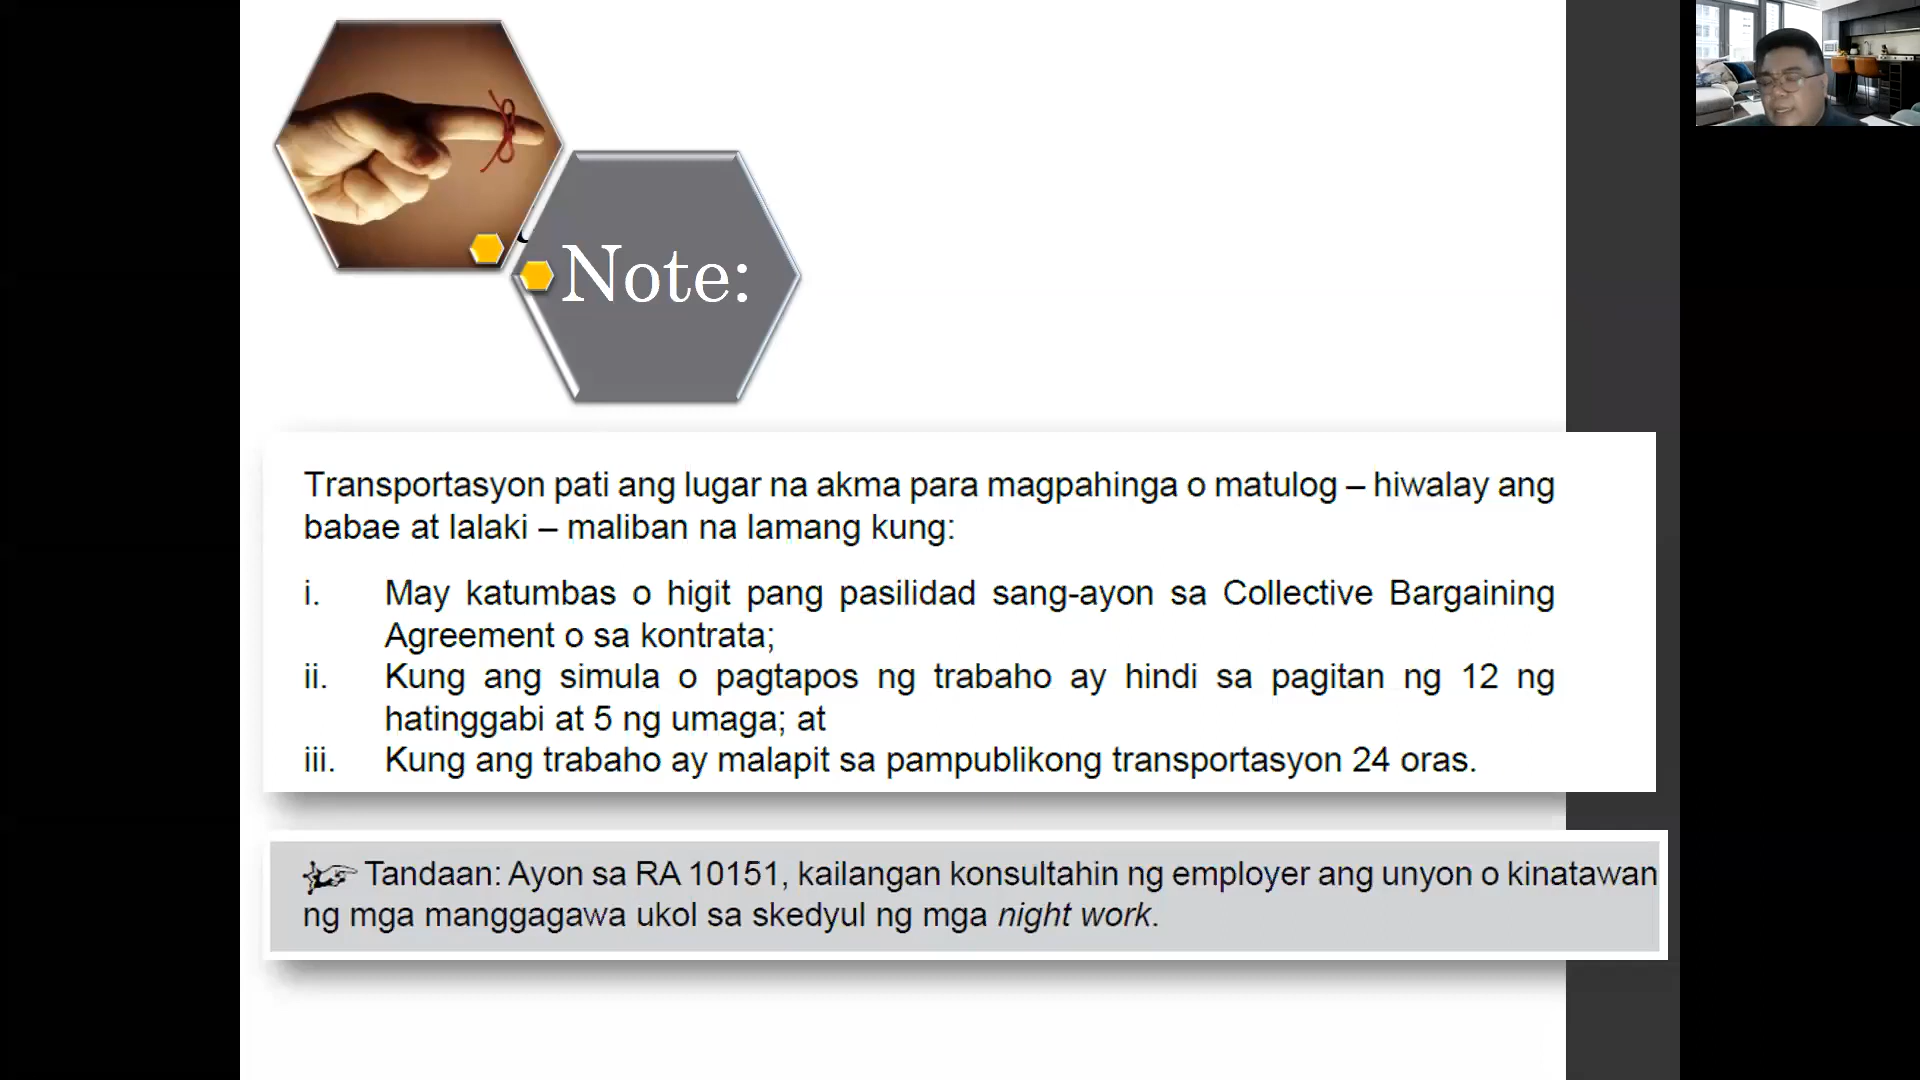 Note:
Transportasyon pati ang lugar na akma para magpahinga o matulog – hiwalay ang
babae at lalaki – maliban na lamang kung:
i. May katumbas o higit pang pasilidad sang-ayon sa Collective Bargaining
Agreement o sa kontrata;
ii. Kung ang simula o pagtapos ng trabaho ay hindi sa pagitan ng 12 ng
hatinggabi at 5 ng umaga; at
iii. Kung ang trabaho ay malapit sa pampublikong transportasyon 24 oras.
Tandaan: Ayon sa RA 10151, kailangan konsultahin ng employer ang unyon o kinatawan
ng mga manggagawa ukol sa skedyul ng mga night work.